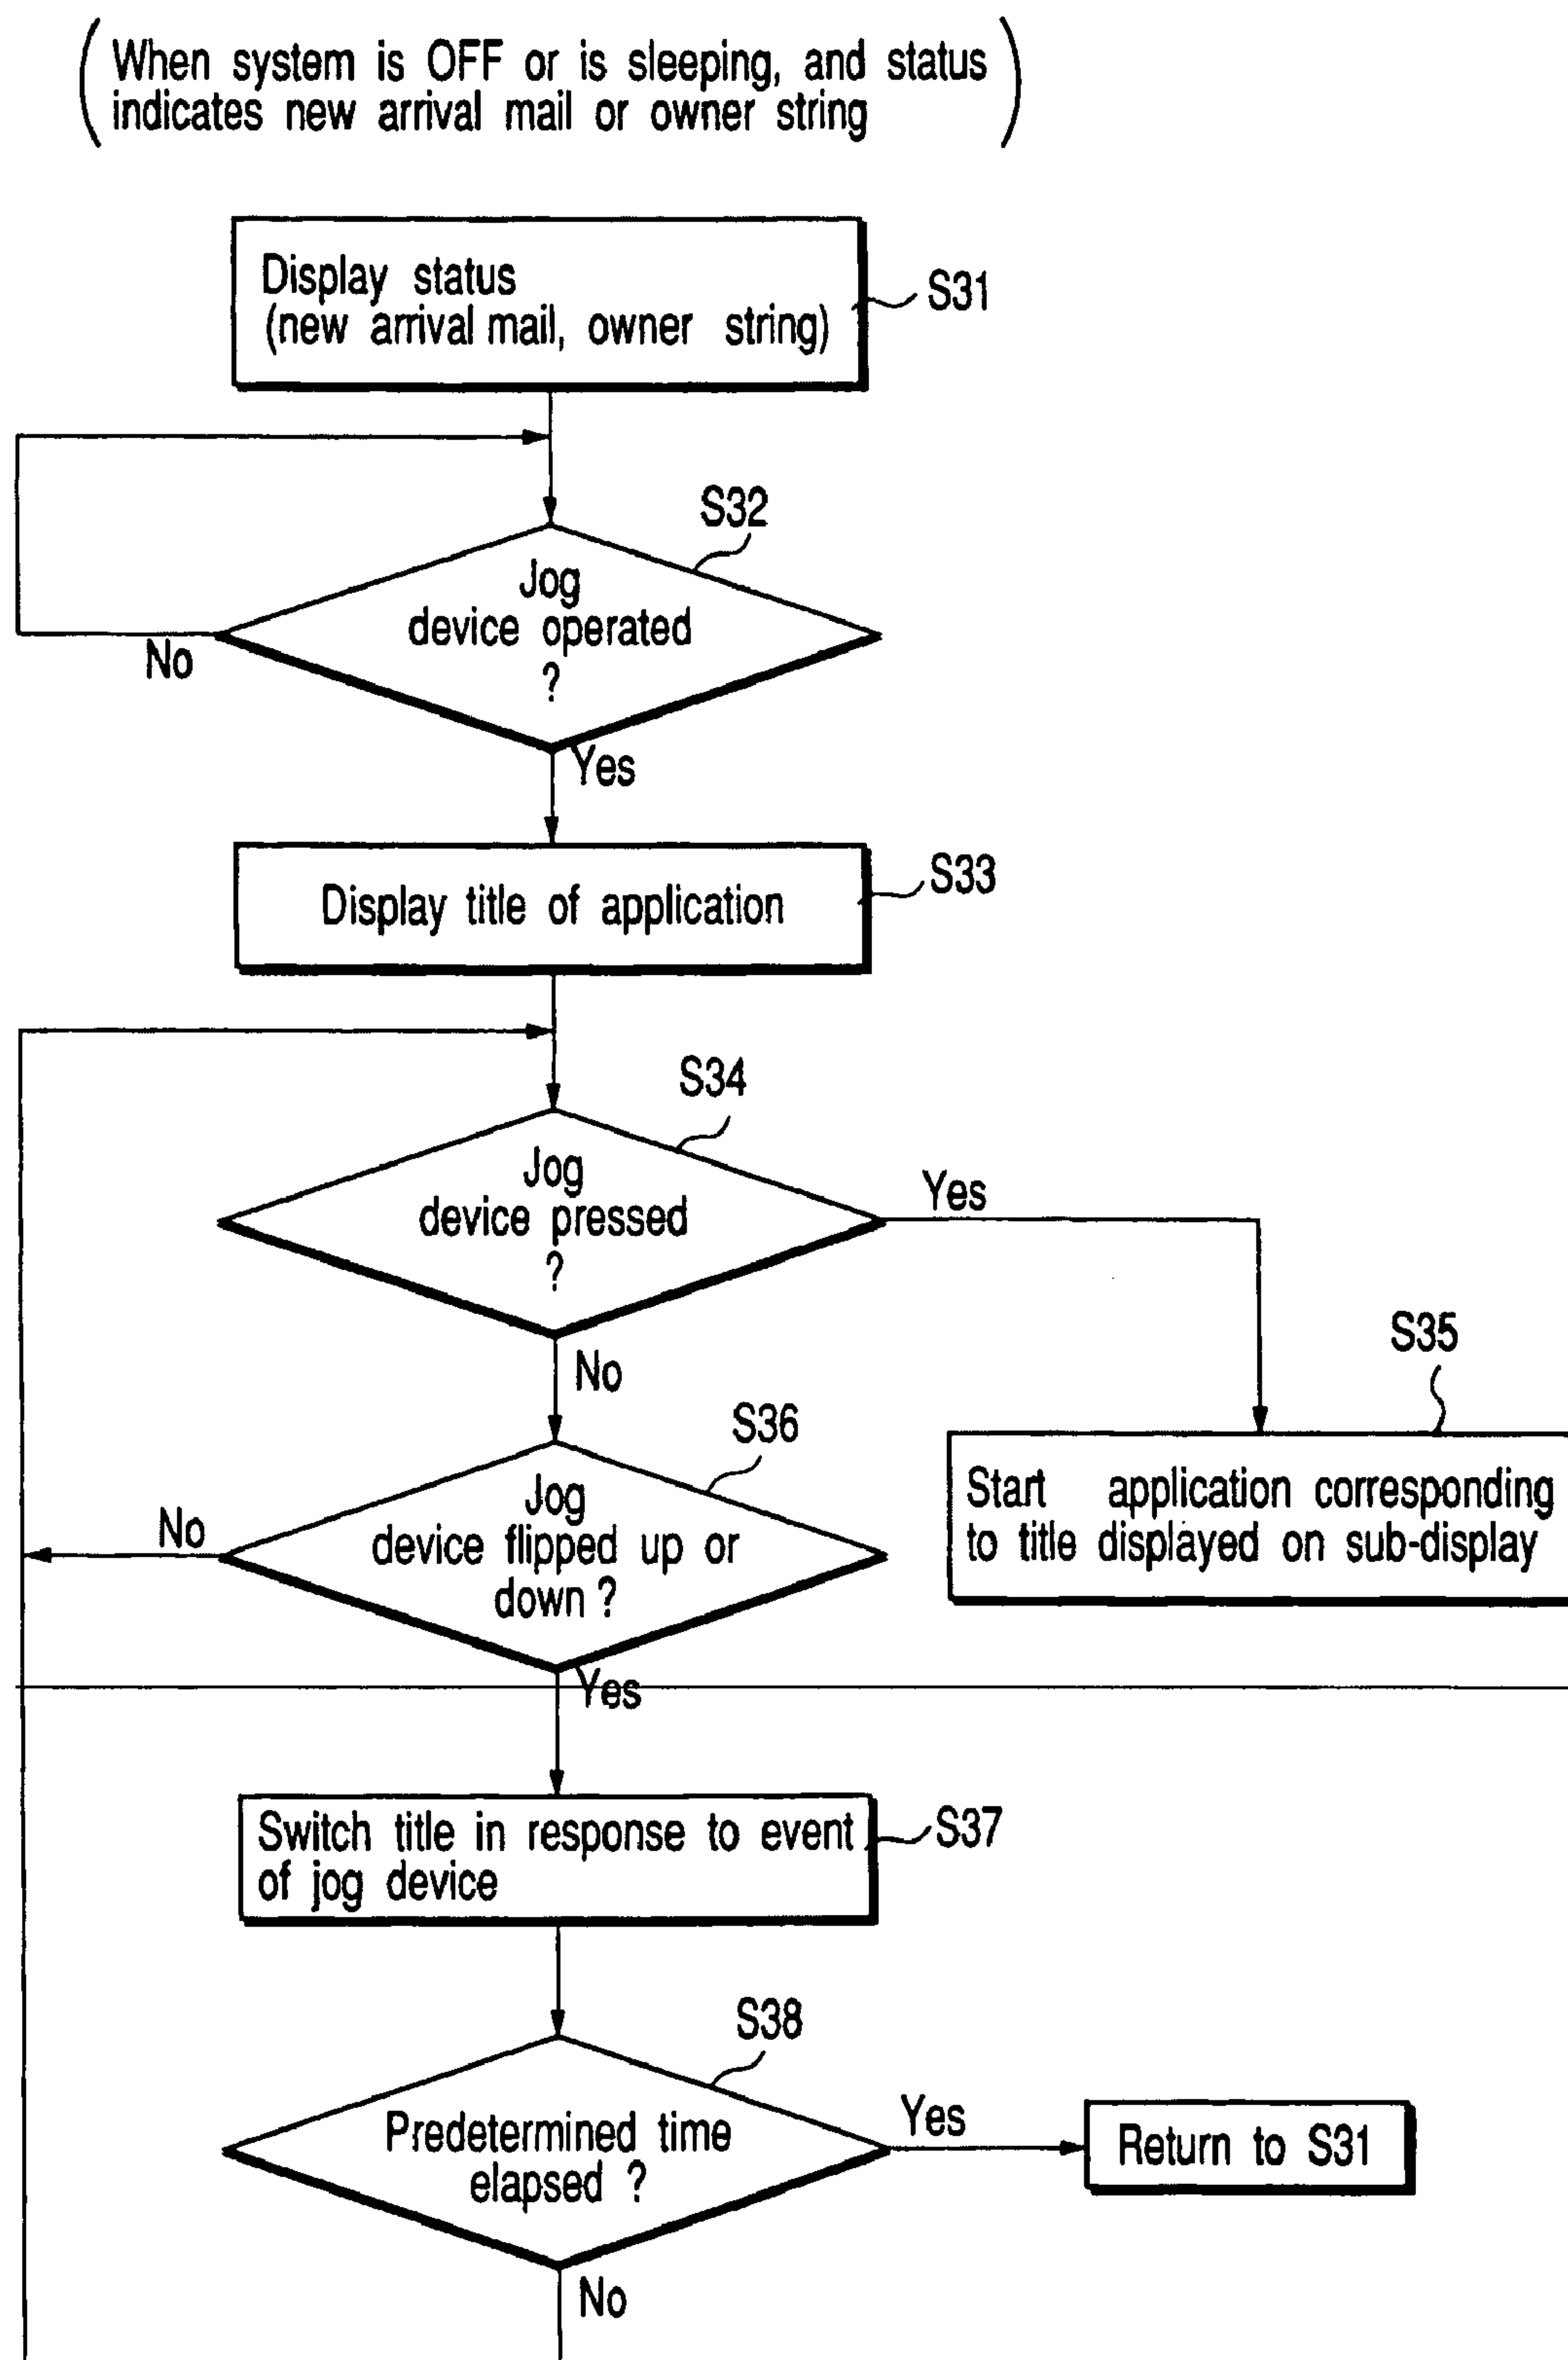 When system is OFF or is sleeping, and status
indicates new arrival mail or owner string
Display status
(new arrival mail, owner string)
S31
S32
Jog
device operated
?
No
Yes
Display title of application
S33
S34
Jog
device pressed
?
Yes
No
S35
Start application corresponding
to title displayed on sub-display
S36
Jog
device flipped up or
down ?
No
Yes
Switch title in response to event
of jog device
S37
S38
Predetermined time
elapsed ?
Yes
Return to S31
No